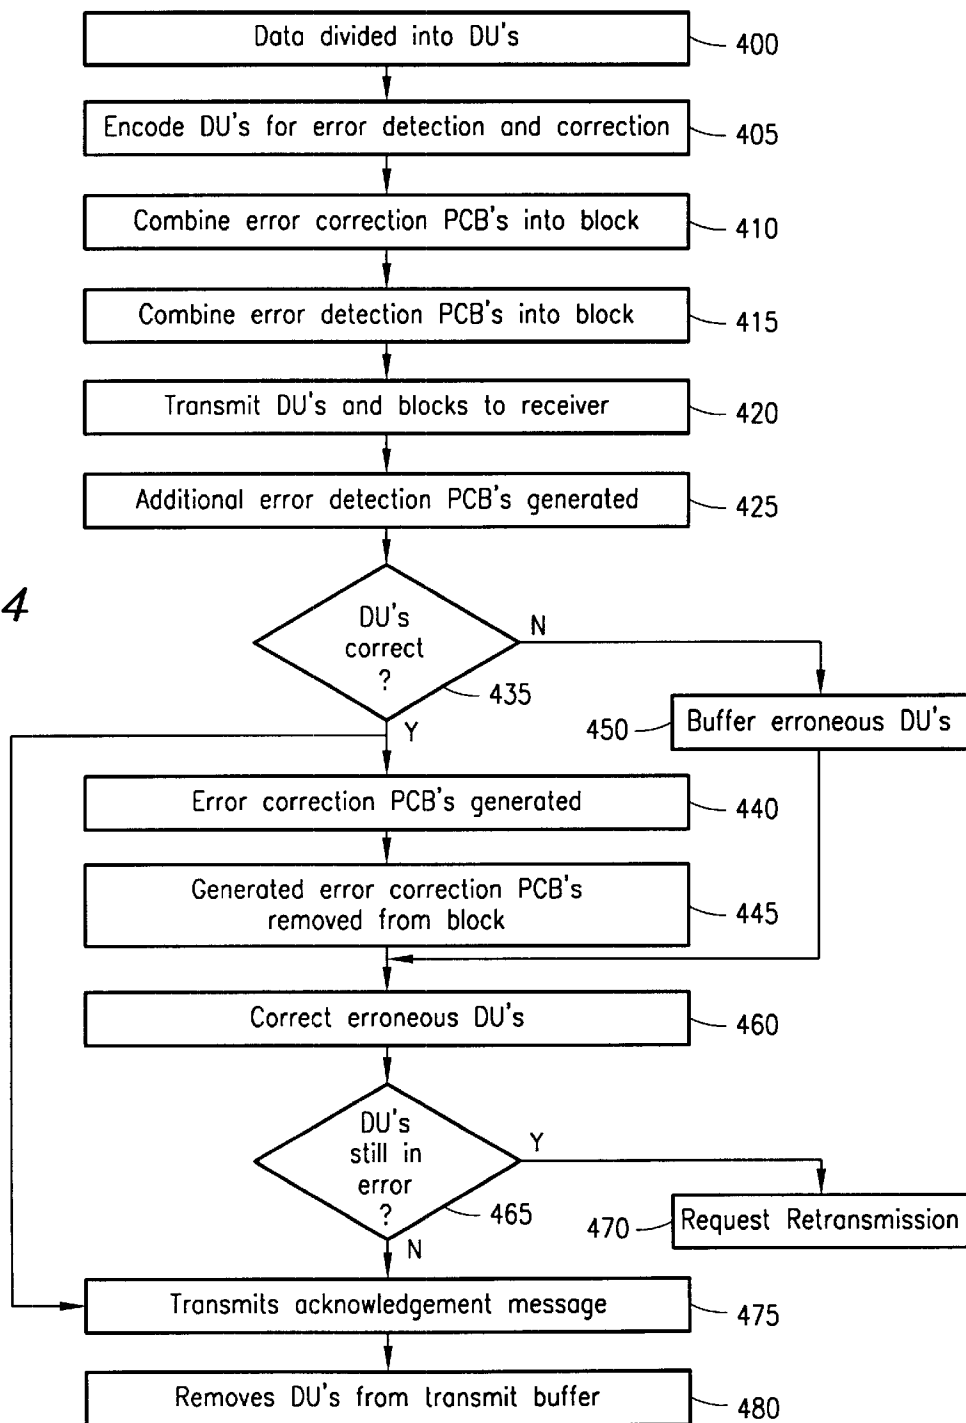 Data divided into DU's
400
Encode DU's for error detection and correction
405
Combine error correction PCB's into block
410
Combine error detection PCB's into block
415
Transmit DU's and blocks to receiver
420
Additional error detection PCB's generated
425
4
DU's
correct
?
N
435
Y
450
Buffer erroneous DU's
Error correction PCB's generated
440
Generated error correction PCB's
removed from block
445
Correct erroneous DU's
460
DU's
still in
error
?
Y
465
N
470
Request Retransmission
Transmits acknowledgement message
475
Removes DU's from transmit buffer
480